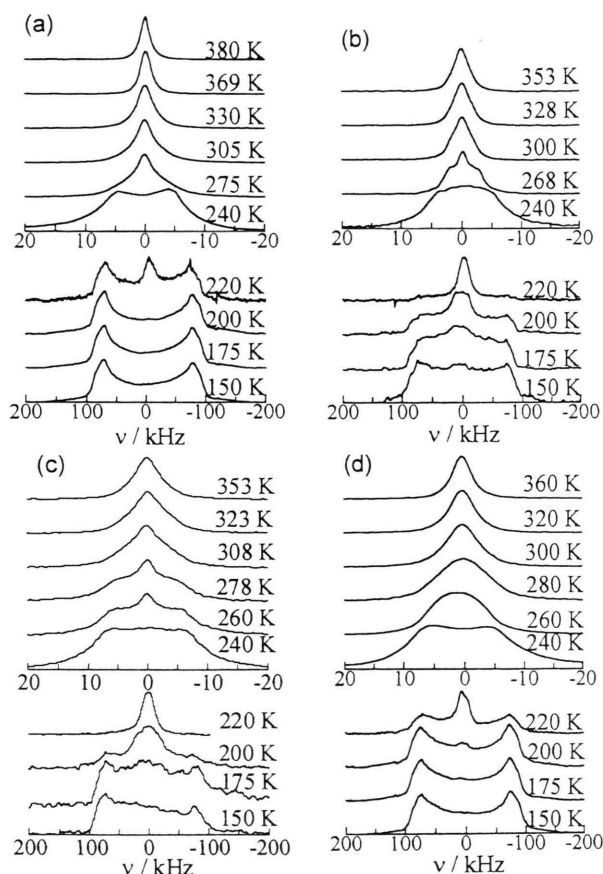 (a)
380 K
369 K
330 K
305 K
275 K
240 K
20 10 0 -10 -20
220 K
200 K
175 K
150 K
200 100 0 -100 -200
ν / kHz
(b)
353 K
328 K
300 K
268 K
240 K
20 10 0 -10 -20
220 K
200 K
175 K
150 K
200 100 0 -100 -200
ν / kHz
(c)
353 K
323 K
308 K
278 K
260 K
240 K
20 10 0 -10 -20
220 K
200 K
175 K
150 K
200 100 0 -100 -200
ν / kHz
(d)
360 K
320 K
300 K
280 K
260 K
240 K
20 10 0 -10 -20
220 K
200 K
175 K
150 K
200 100 0 -100 -200
ν / kHz